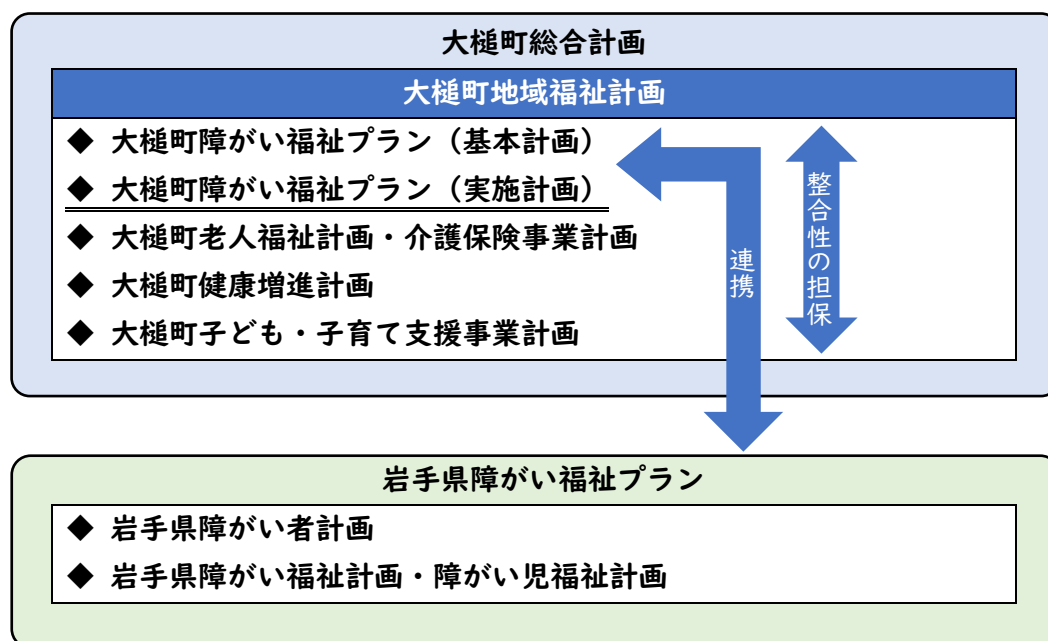 大槌町総合計画
大槌町地域福祉計画
◆ 大槌町障がい福祉プラン（基本計画）
◆ 大槌町障がい福祉プラン（実施計画）
◆ 大槌町老人福祉計画・介護保険事業計画
◆ 大槌町健康増進計画
◆ 大槌町子ども・子育て支援事業計画
連携
整合性の担保
岩手県障がい福祉プラン
◆ 岩手県障がい者計画
◆ 岩手県障がい福祉計画・障がい児福祉計画